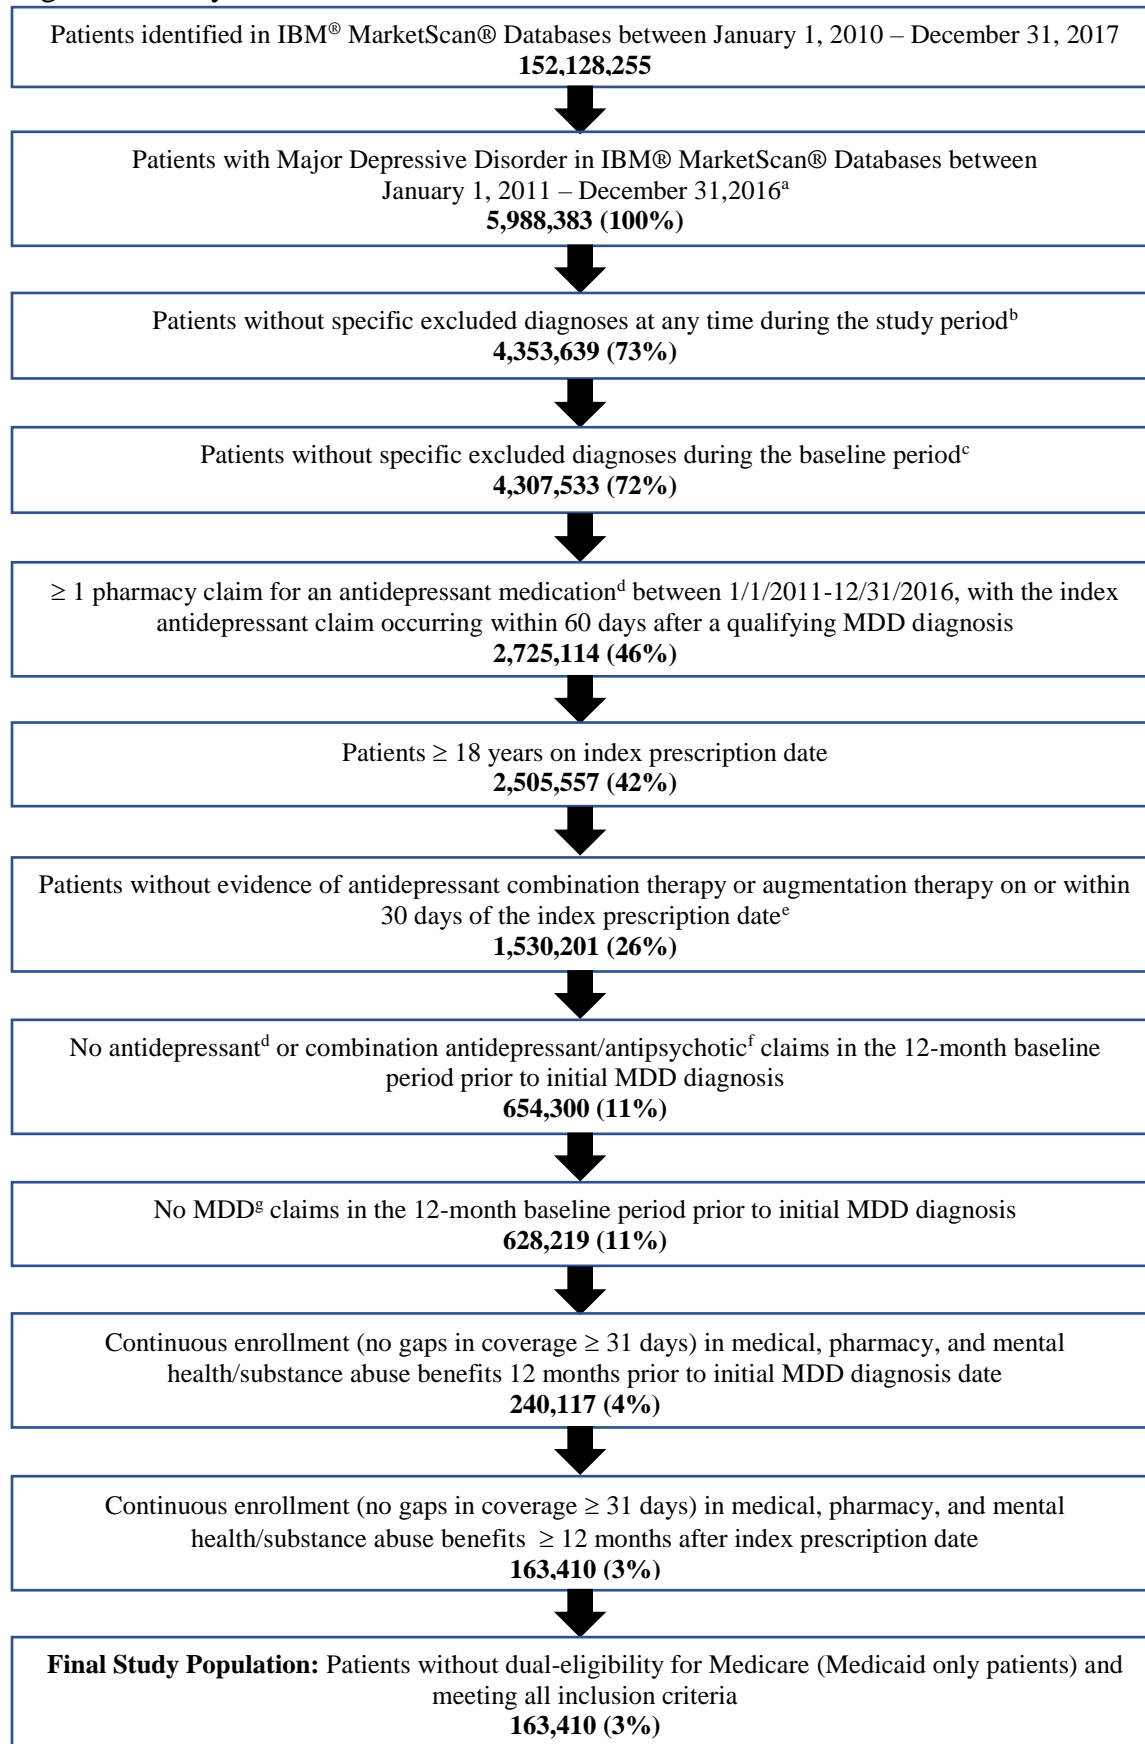 Patients identified in IBM® MarketScan® Databases between January 1, 2010 – December 31, 2017
152,128,255
Patients with Major Depressive Disorder in IBM® MarketScan® Databases between
January 1, 2011 – December 31,2016ᵃ
5,988,383 (100%)
Patients without specific excluded diagnoses at any time during the study periodᵇ
4,353,639 (73%)
Patients without specific excluded diagnoses during the baseline periodᶜ
4,307,533 (72%)
≥ 1 pharmacy claim for an antidepressant medicationᵈ between 1/1/2011-12/31/2016, with the index
antidepressant claim occurring within 60 days after a qualifying MDD diagnosis
2,725,114 (46%)
Patients ≥ 18 years on index prescription date
2,505,557 (42%)
Patients without evidence of antidepressant combination therapy or augmentation therapy on or within
30 days of the index prescription dateᵉ
1,530,201 (26%)
No antidepressantᵈ or combination antidepressant/antipsychoticᶠ claims in the 12-month baseline
period prior to initial MDD diagnosis
654,300 (11%)
No MDDᵍ claims in the 12-month baseline period prior to initial MDD diagnosis
628,219 (11%)
Continuous enrollment (no gaps in coverage ≥ 31 days) in medical, pharmacy, and mental
health/substance abuse benefits 12 months prior to initial MDD diagnosis date
240,117 (4%)
Continuous enrollment (no gaps in coverage ≥ 31 days) in medical, pharmacy, and mental
health/substance abuse benefits ≥ 12 months after index prescription date
163,410 (3%)
Final Study Population: Patients without dual-eligibility for Medicare (Medicaid only patients) and
meeting all inclusion criteria
163,410 (3%)